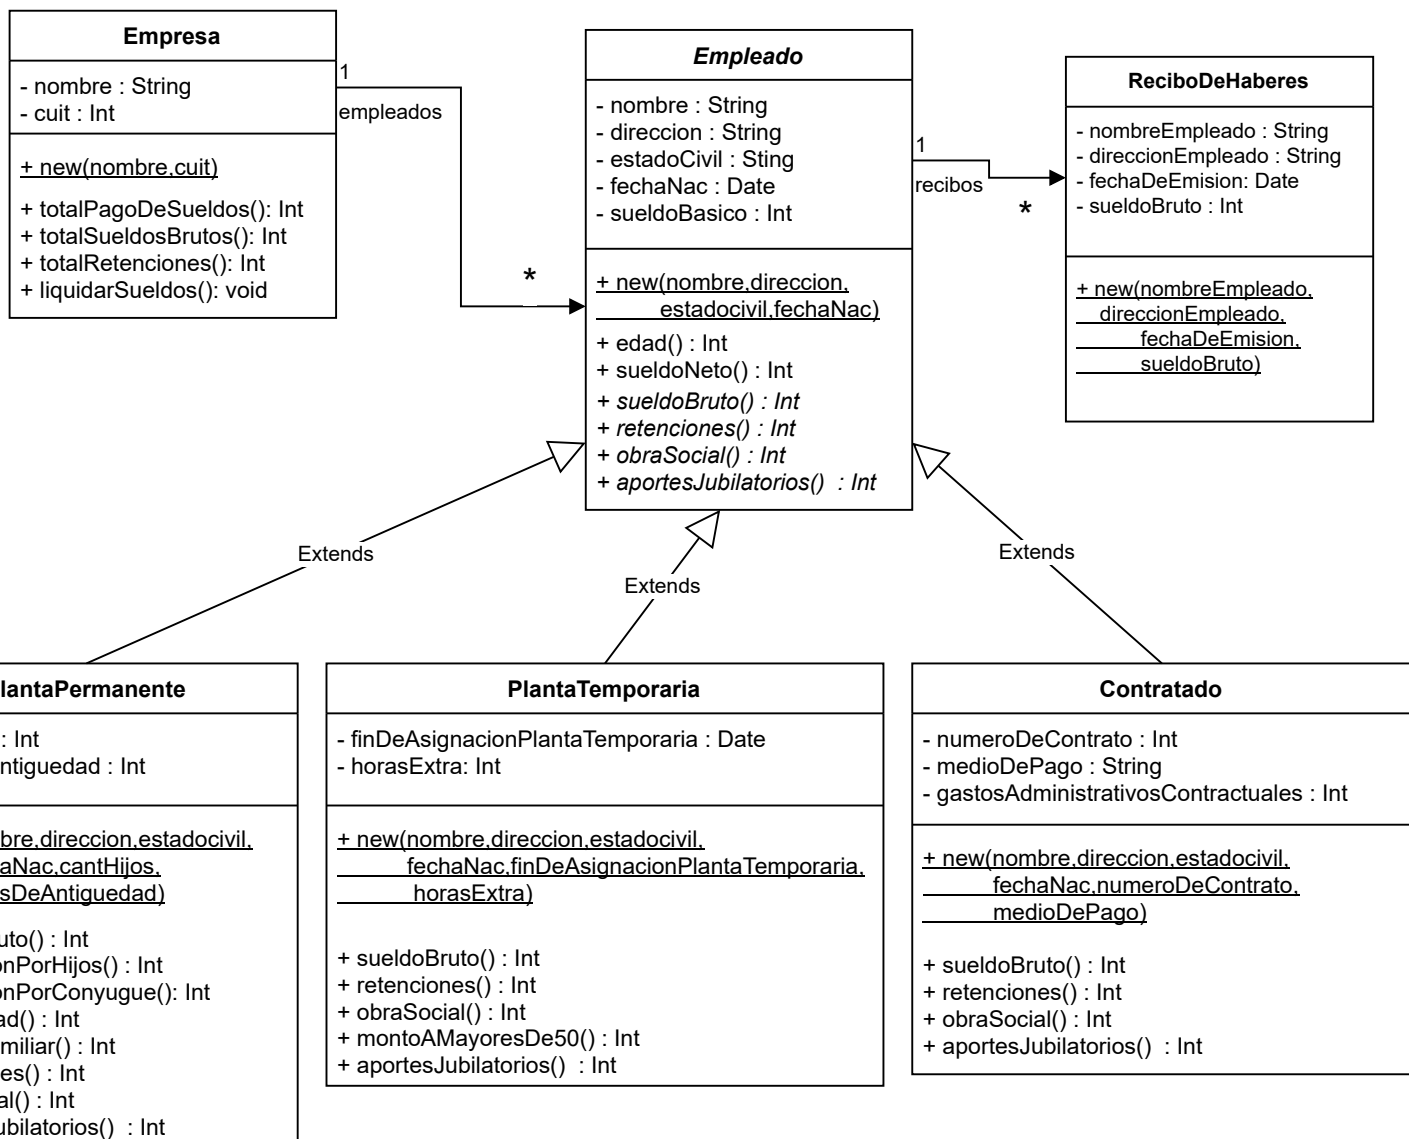 Empresa
- nombre : String
- cuit : Int
+ new(nombre,cuit)
+ totalPagoDeSueldos(): Int
+ totalSueldosBrutos(): Int
+ totalRetenciones(): Int
+ liquidarSueldos(): void
1
empleados
*
Empleado
- nombre : String
- direccion : String
- estadoCivil : Sting
- fechaNac : Date
- sueldoBasico : Int
+ new(nombre,direccion,
estadocivil,fechaNac)
+ edad() : Int
+ sueldoNeto() : Int
+ sueldoBruto() : Int
+ retenciones() : Int
+ obraSocial() : Int
+ aportesJubilatorios() : Int
1
recibos
*
ReciboDeHaberes
- nombreEmpleado : String
- direccionEmpleado : String
- fechaDeEmision: Date
- sueldoBruto : Int
+ new(nombreEmpleado,
direccionEmpleado,
fechaDeEmision,
sueldoBruto)
Extends
Extends
Extends
lantaPermanente
: Int
ntiguedad : Int
bre,direccion,estadocivil,
aNac,cantHijos,
sDeAntiguedad)
uto() : Int
onPorHijos() : Int
onPorConyugue(): Int
ad() : Int
miliar() : Int
es() : Int
al() : Int
ubilatorios() : Int
PlantaTemporaria
- finDeAsignacionPlantaTemporaria : Date
- horasExtra: Int
+ new(nombre,direccion,estadocivil,
fechaNac,finDeAsignacionPlantaTemporaria,
horasExtra)
+ sueldoBruto() : Int
+ retenciones() : Int
+ obraSocial() : Int
+ montoAMayoresDe50() : Int
+ aportesJubilatorios() : Int
Contratado
- numeroDeContrato : Int
- medioDePago : String
- gastosAdministrativosContractuales : Int
+ new(nombre,direccion,estadocivil,
fechaNac,numeroDeContrato,
medioDePago)
+ sueldoBruto() : Int
+ retenciones() : Int
+ obraSocial() : Int
+ aportesJubilatorios() : Int